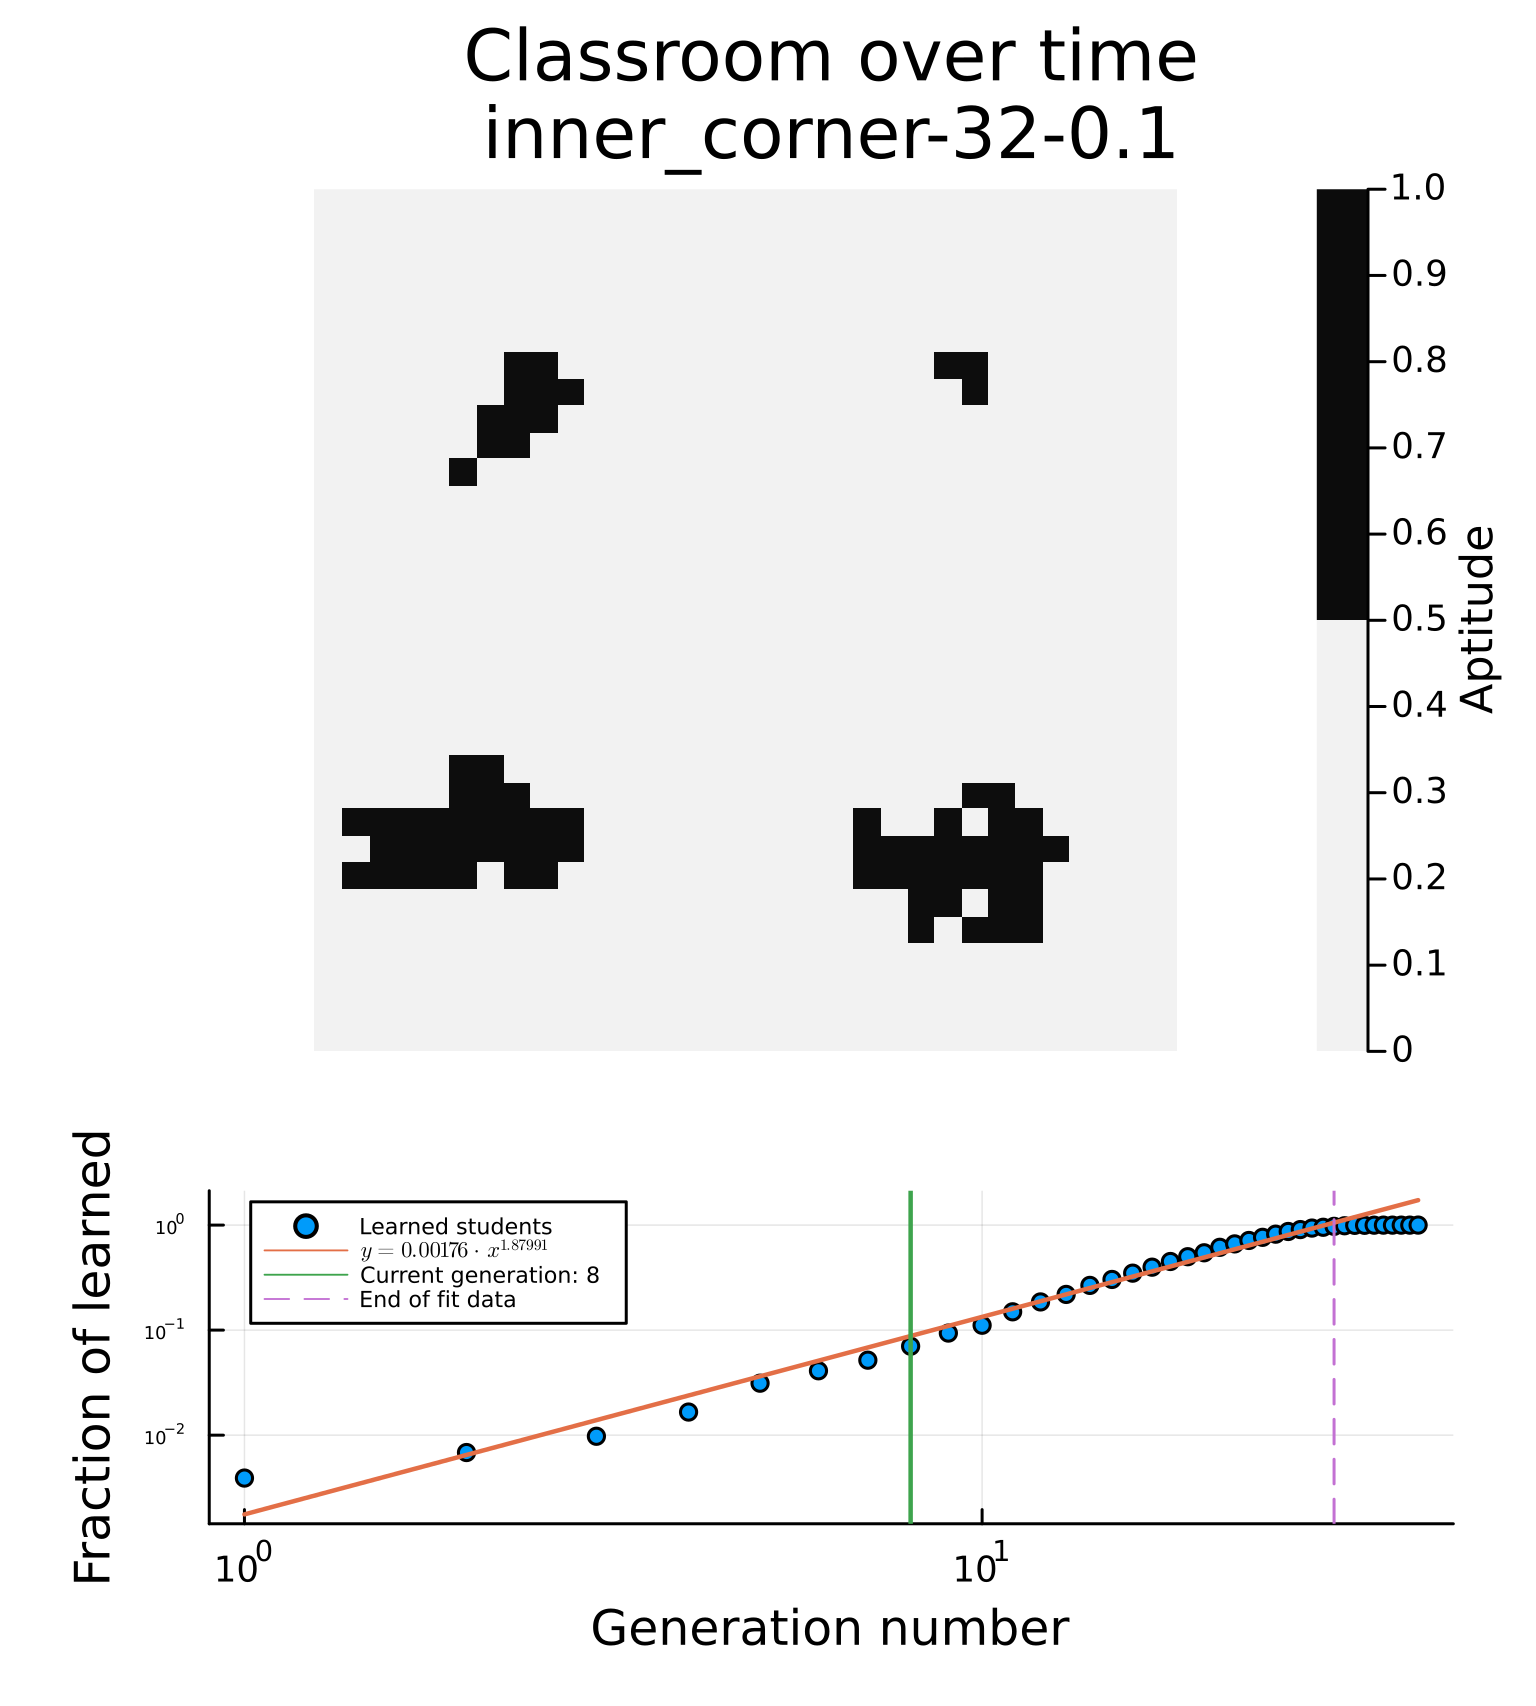 Classroom over time
inner_corner-32-0.1
1.0
0.9
0.8
0.7
0.6
0.5
0.4
0.3
0.2
0.1
0
Aptitude
Fraction of learned
10^0
10^-1
10^-2
Learned students
y = 0.00176 · x^1.87991
Current generation: 8
End of fit data
10^0
10^1
Generation number